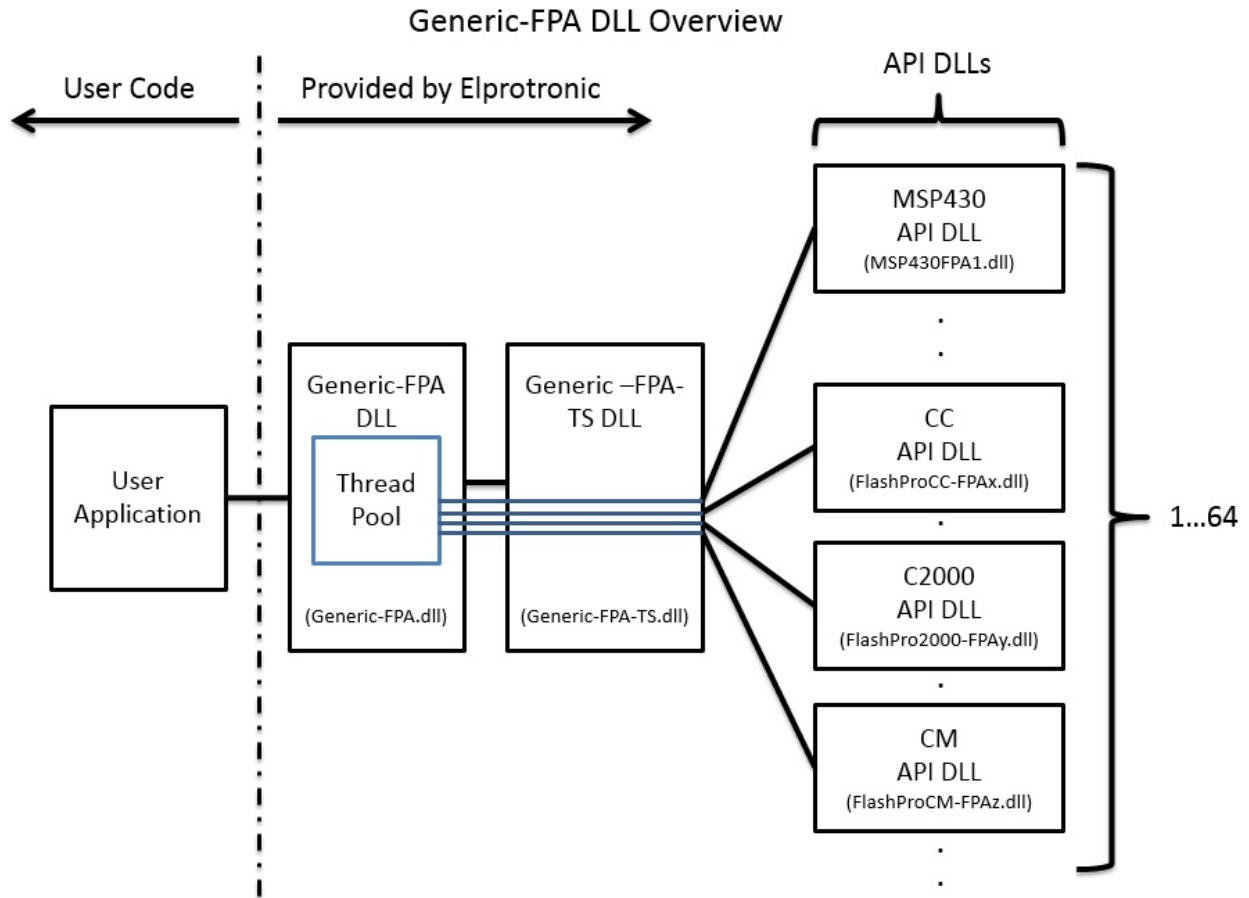 Generic-FPA DLL Overview
User Code
Provided by Elprotronic
API DLLs
User
Application
Generic-FPA
DLL
Thread
Pool
(Generic-FPA.dll)
Generic –FPA-
TS DLL
(Generic-FPA-TS.dll)
MSP430
API DLL
(MSP430FPA1.dll)
.
.
CC
API DLL
(FlashProCC-FPAx.dll)
.
C2000
API DLL
(FlashPro2000-FPAy.dll)
.
CM
API DLL
(FlashProCM-FPAz.dll)
.
.
1...64